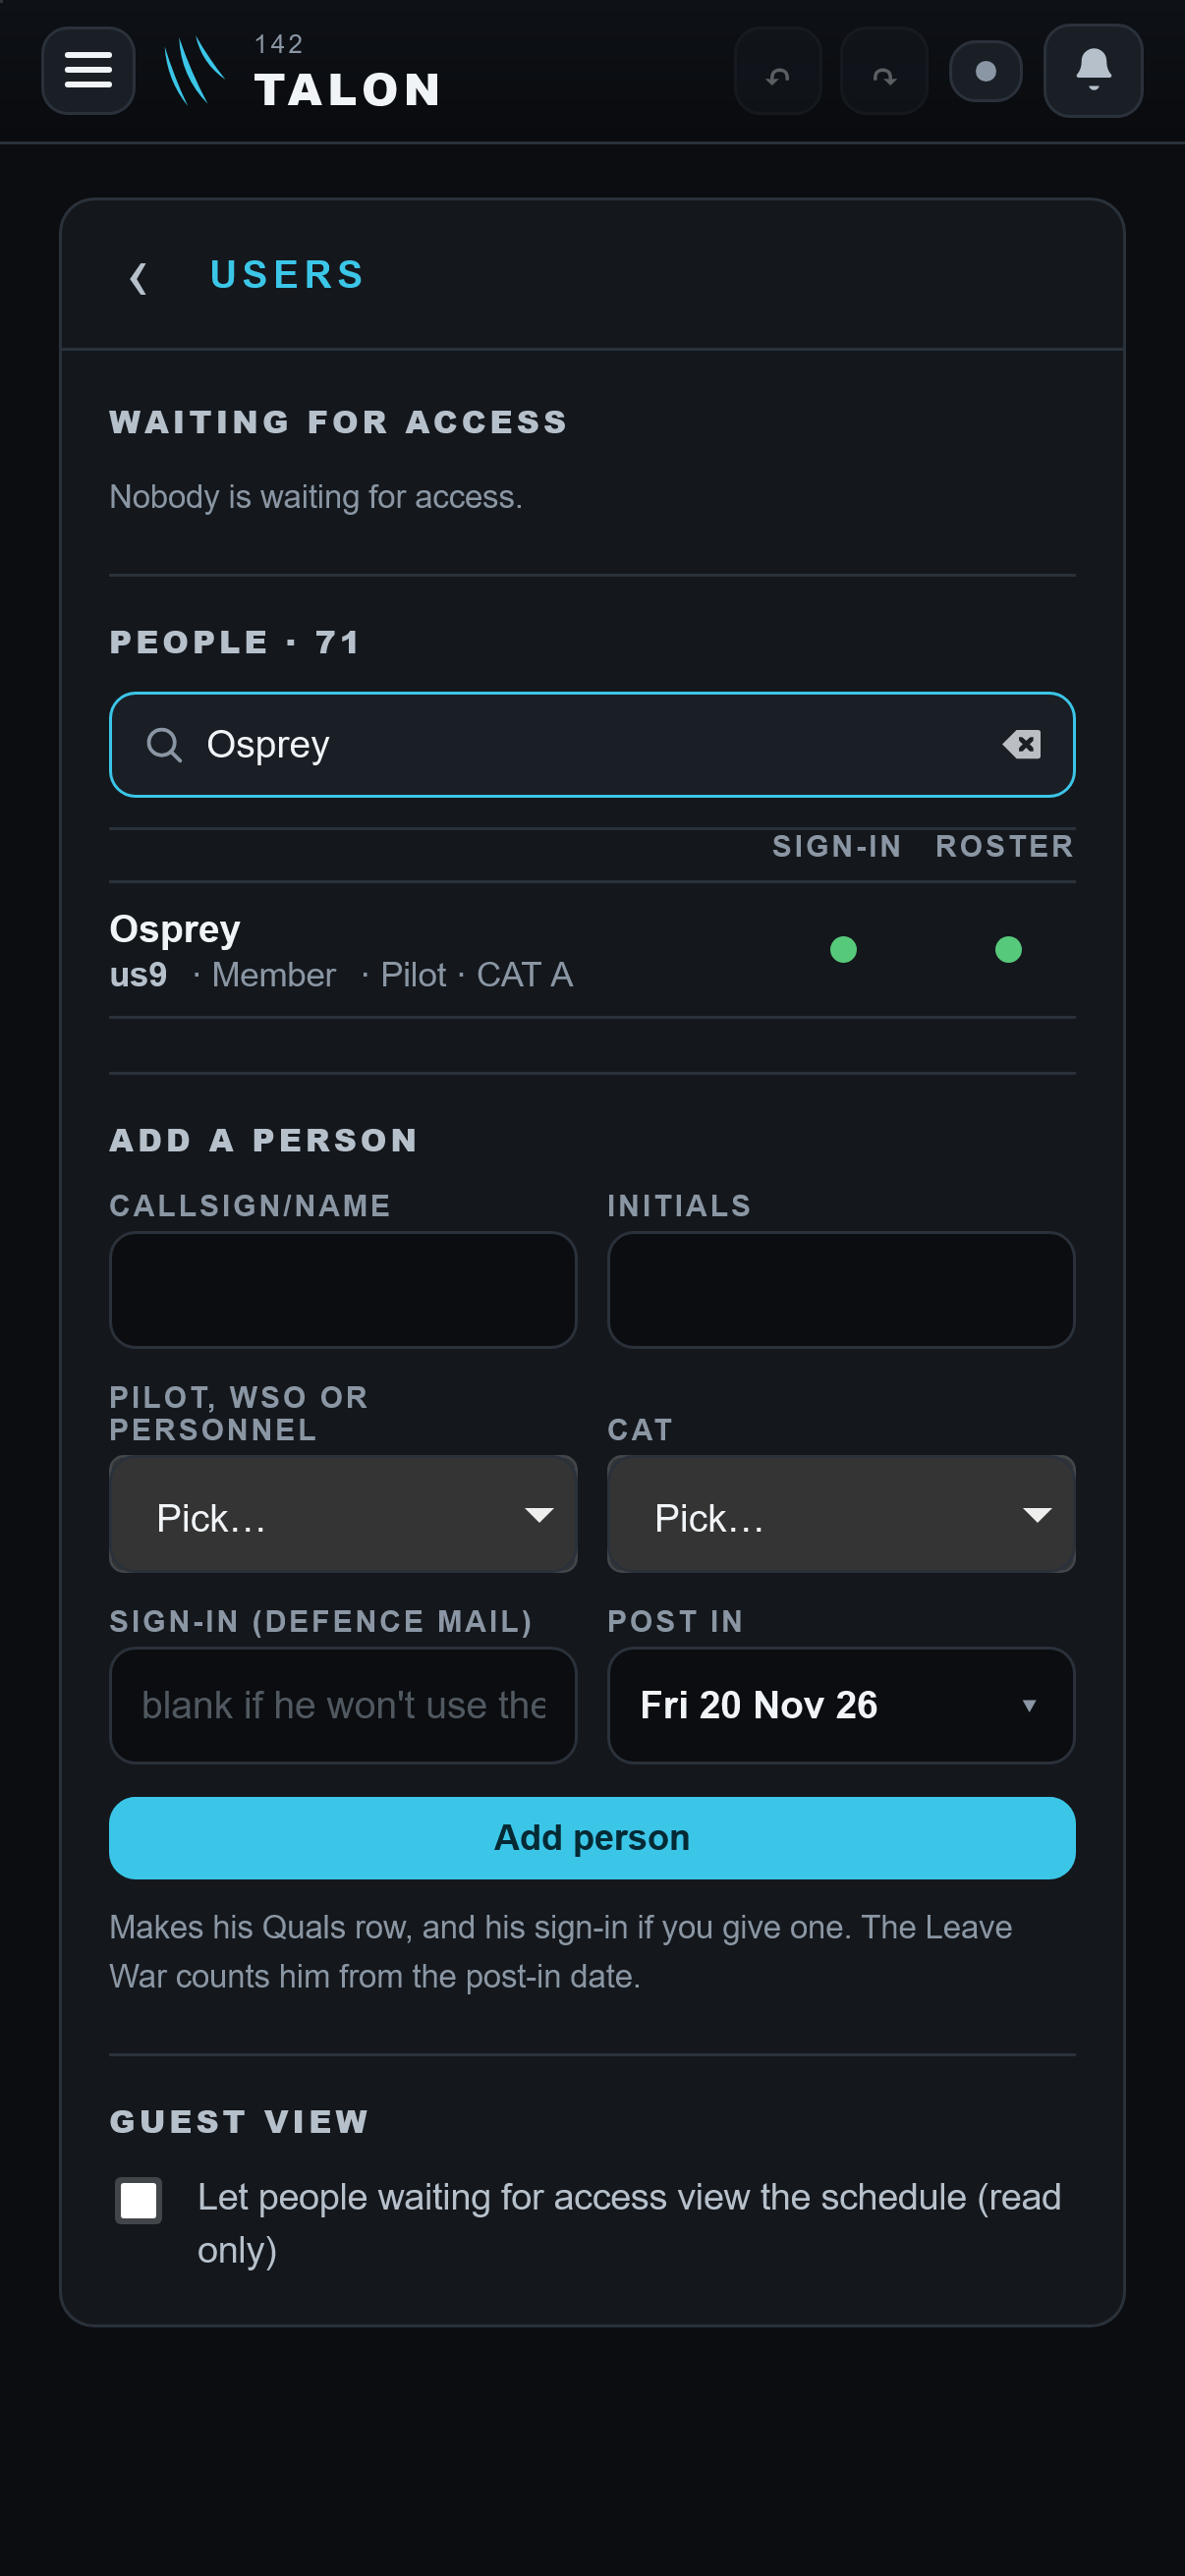 142
TALON
USERS
WAITING FOR ACCESS
Nobody is waiting for access.
PEOPLE · 71
Osprey
SIGN-IN ROSTER
Osprey
us9 · Member · Pilot · CAT A
ADD A PERSON
CALLSIGN/NAME INITIALS
PILOT, WSO OR
PERSONNEL CAT
Pick... Pick...
SIGN-IN (DEFENCE MAIL) POST IN
blank if he won't use the Fri 20 Nov 26
Add person
Makes his Quals row, and his sign-in if you give one. The Leave
War counts him from the post-in date.
GUEST VIEW
Let people waiting for access view the schedule (read
only)